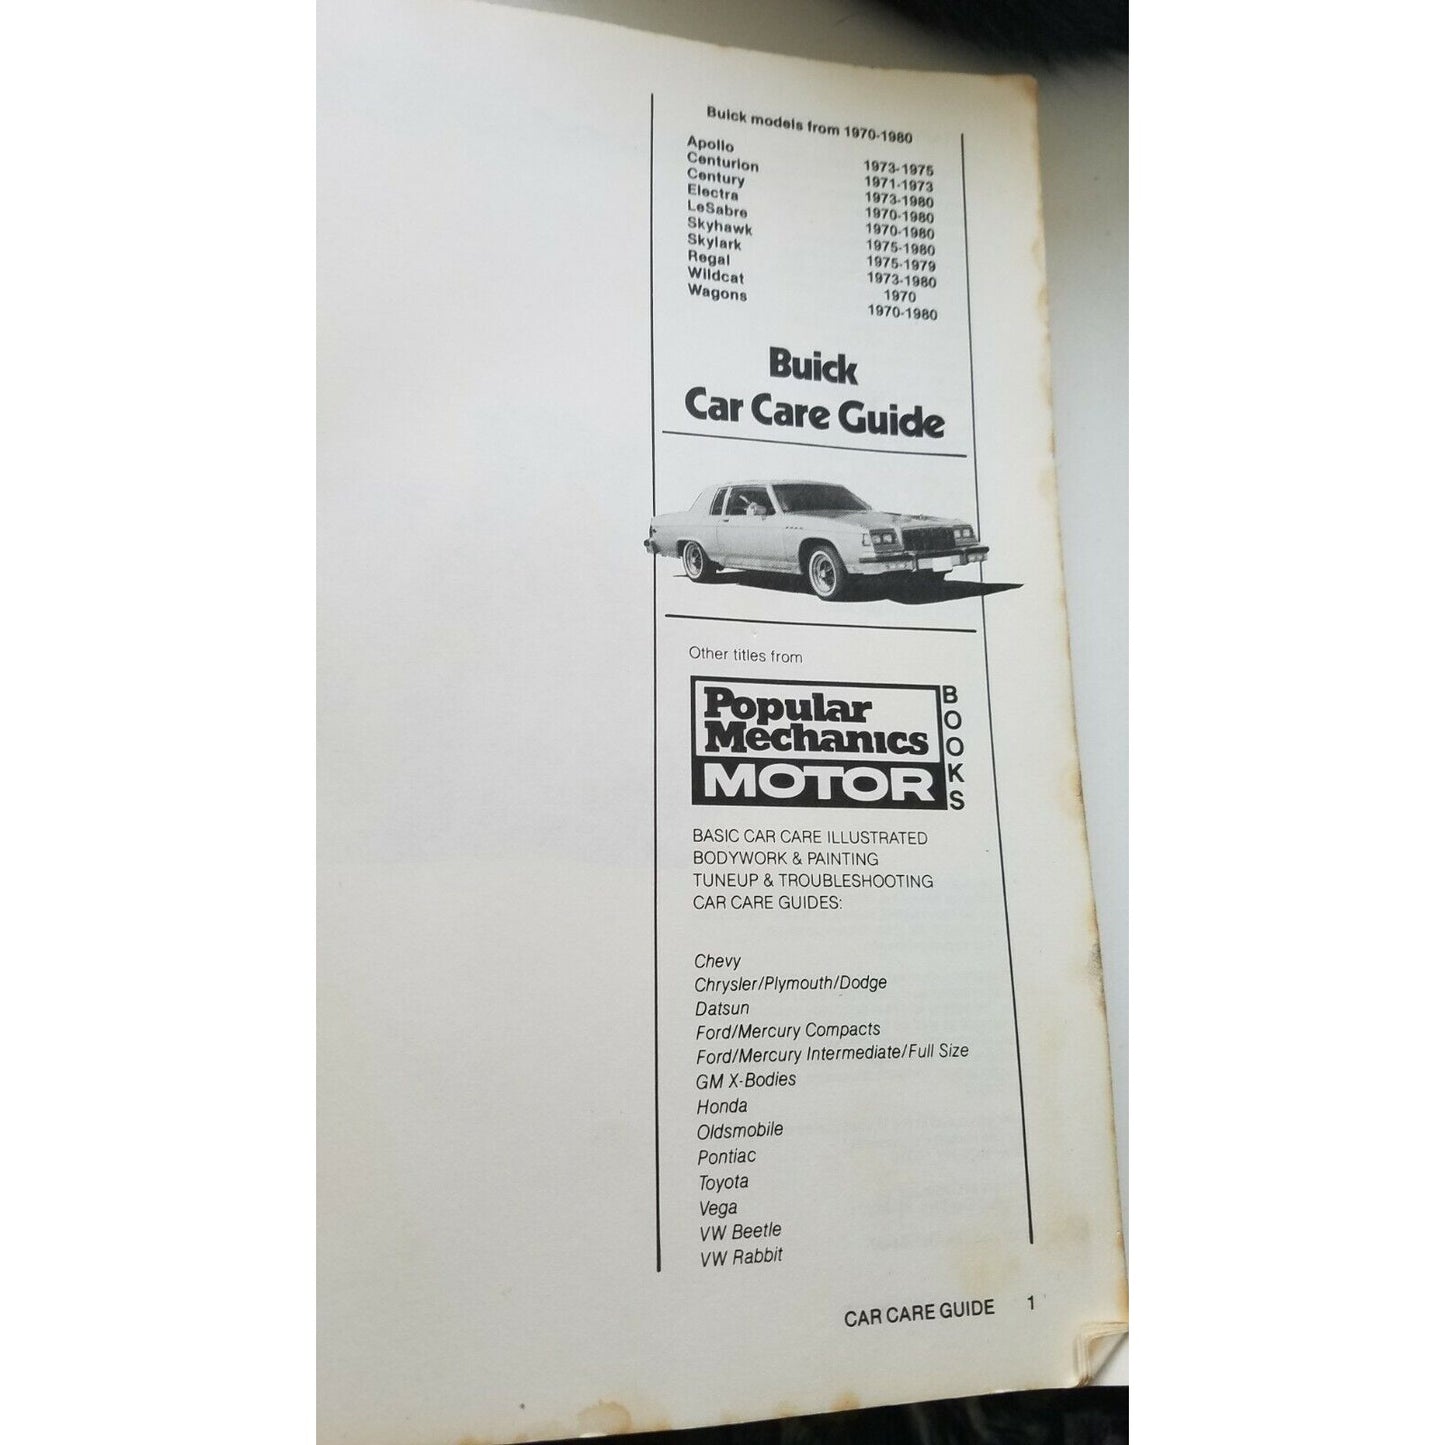 Buick models from 1970-1980
Apollo 1973-1975
Centurion 1971-1973
Century 1973-1980
Electra 1970-1980
LeSabre 1970-1980
Skyhawk 1975-1980
Skylark 1975-1979
Regal 1973-1980
Wildcat 1970
Wagons 1970-1980
Buick
Car Care Guide
Other titles from
Popular
Mechanics
MOTOR
BOOKS
BASIC CAR CARE ILLUSTRATED
BODYWORK & PAINTING
TUNEUP & TROUBLESHOOTING
CAR CARE GUIDES:
Chevy
Chrysler/Plymouth/Dodge
Datsun
Ford/Mercury Compacts
Ford/Mercury Intermediate/Full Size
GM X-Bodies
Honda
Oldsmobile
Pontiac
Toyota
Vega
VW Beetle
VW Rabbit
CAR CARE GUIDE 1